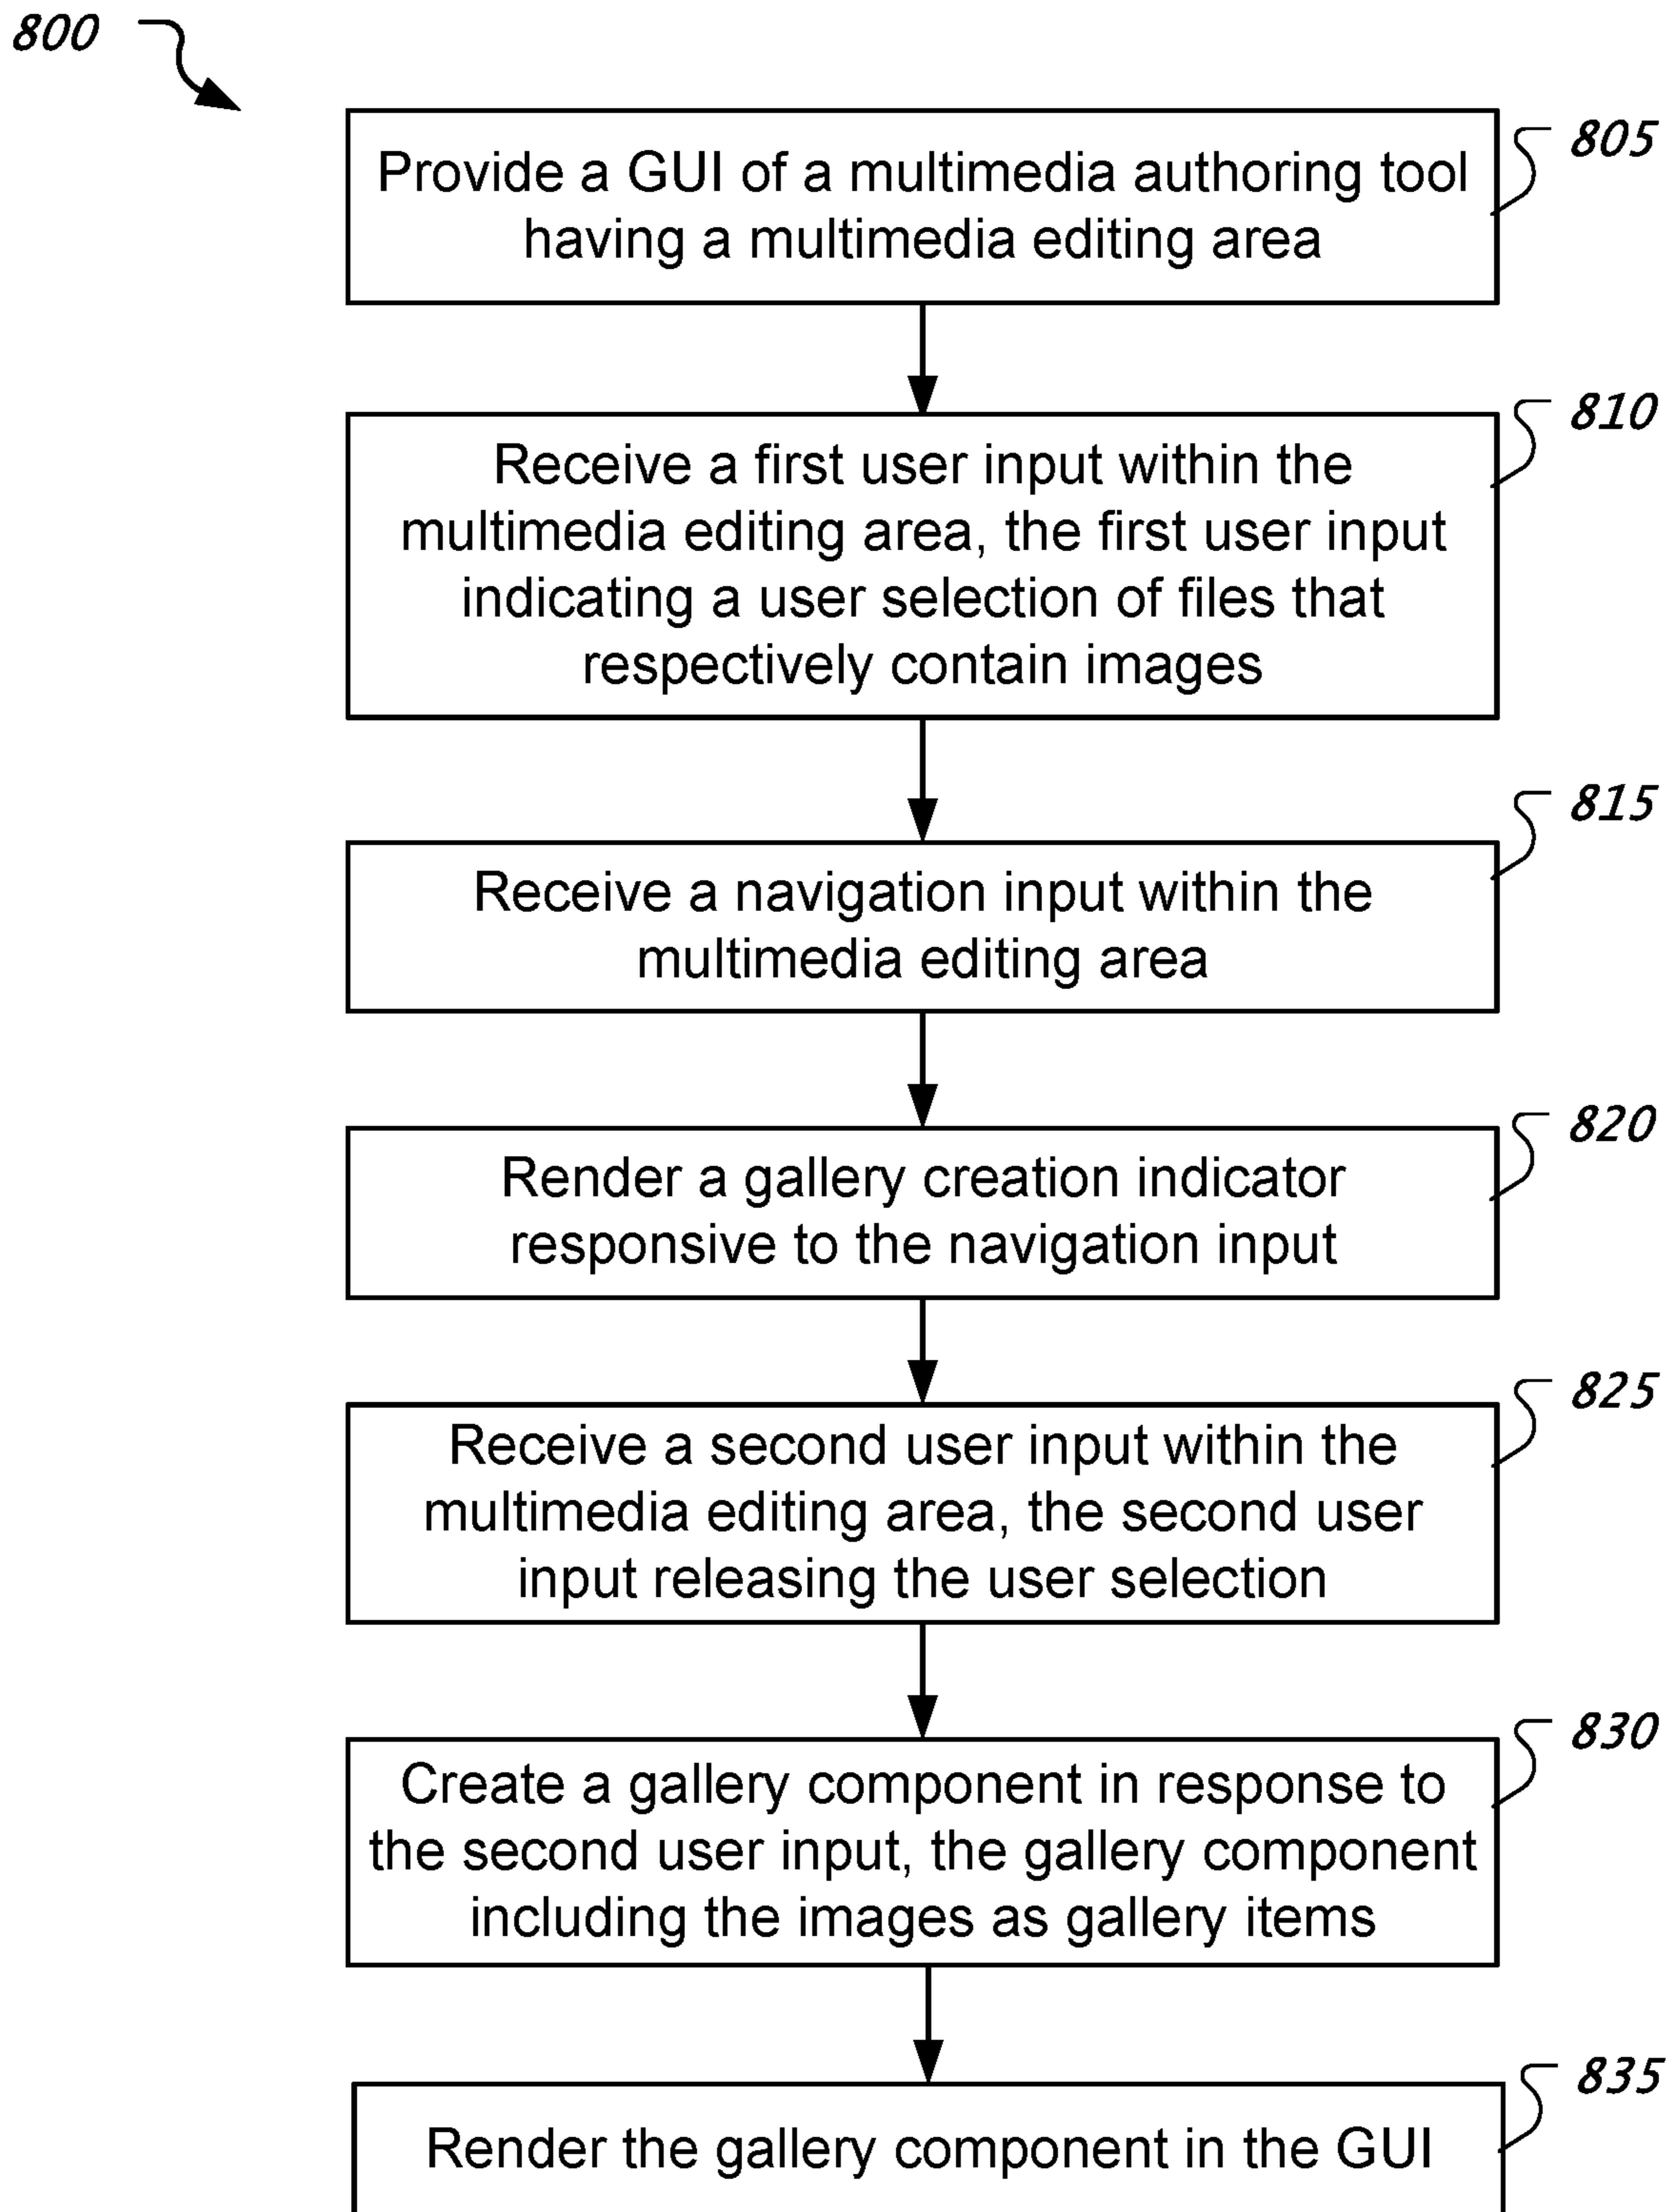 800
805
Provide a GUI of a multimedia authoring tool
having a multimedia editing area
810
Receive a first user input within the
multimedia editing area, the first user input
indicating a user selection of files that
respectively contain images
815
Receive a navigation input within the
multimedia editing area
820
Render a gallery creation indicator
responsive to the navigation input
825
Receive a second user input within the
multimedia editing area, the second user
input releasing the user selection
830
Create a gallery component in response to
the second user input, the gallery component
including the images as gallery items
835
Render the gallery component in the GUI